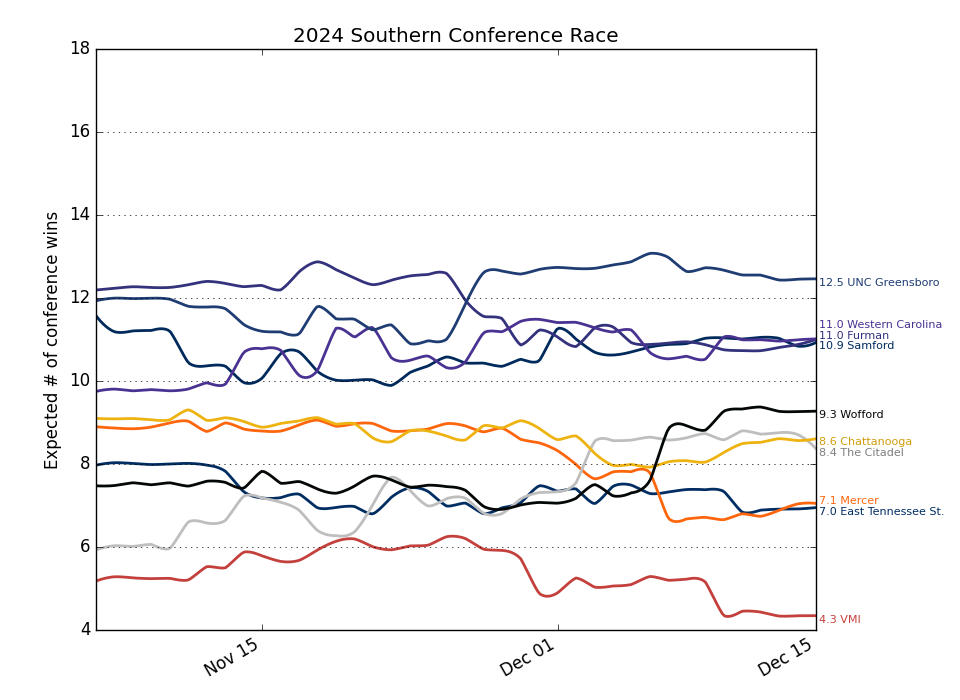 2024 Southern Conference Race
Expected # of conference wins
18
16
14
12
10
8
6
4
Nov 15
Dec 01
Dec 15
12.5 UNC Greensboro
11.0 Western Carolina
11.0 Furman
10.9 Samford
9.3 Wofford
8.6 Chattanooga
8.4 The Citadel
7.1 Mercer
7.0 East Tennessee St.
4.3 VMI